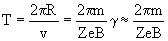 T = 2πR / v = 2πm / ZeB γ ≈ 2πm / ZeB